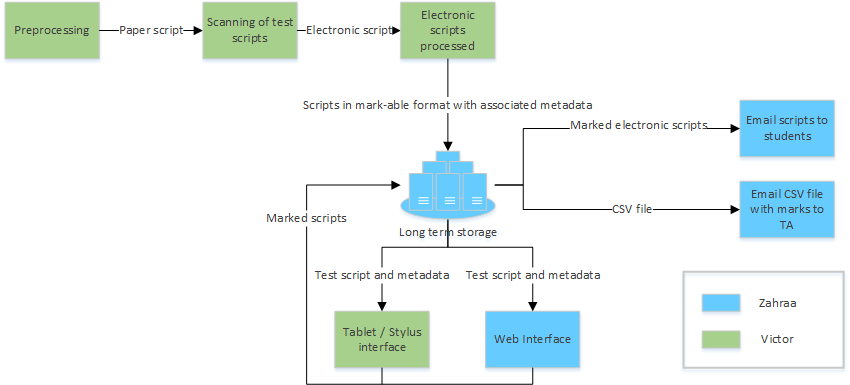 Preprocessing
Paper script
Scanning of test
scripts
Electronic script
Electronic
scripts
processed
Scripts in mark-able format with associated metadata
Marked electronic scripts
Email scripts to
students
Marked scripts
CSV file
Email CSV file
with marks to
TA
Long term storage
Test script and metadata
Test script and metadata
Tablet / Stylus
interface
Web Interface
Zahraa
Victor